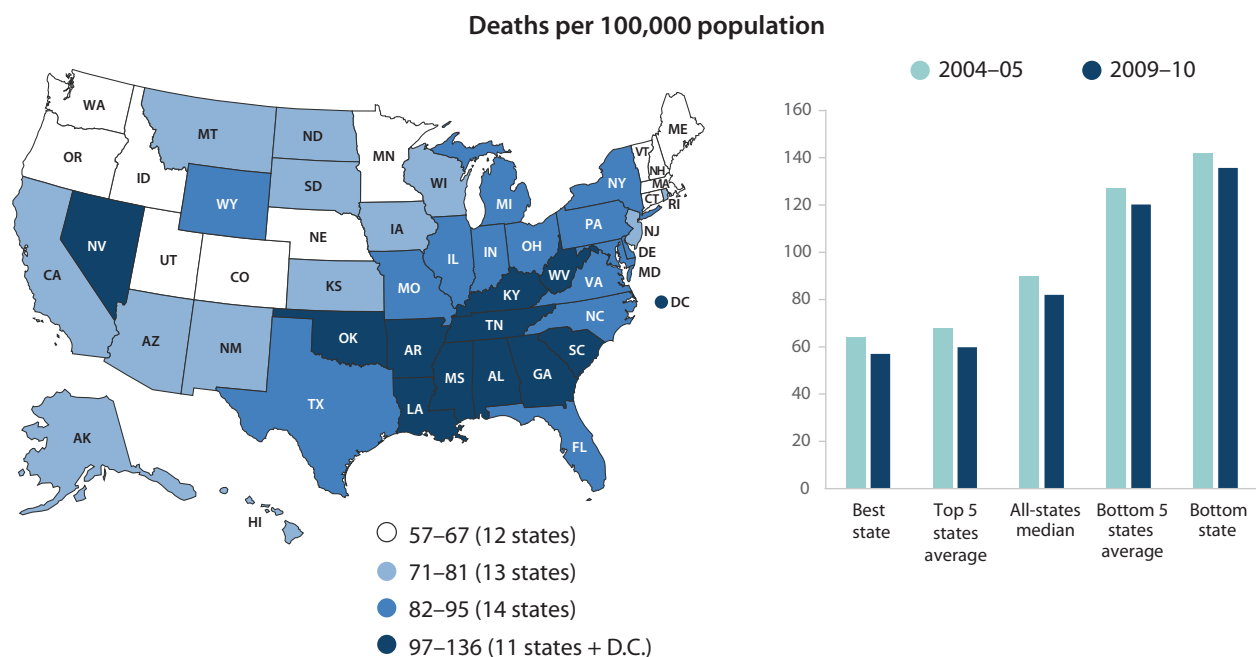 Deaths per 100,000 population
WA
OR
ID
MT
ND
SD
MN
WI
WY
NV
UT
CO
NE
IA
KS
CA
AZ
NM
OK
TX
MO
AR
LA
IL
IN
MI
OH
KY
TN
MS
AL
GA
SC
NC
VA
WV
FL
PA
NY
VT
NH
ME
MA
CT
RI
NJ
DE
MD
DC
AK
HI
57–67 (12 states)
71–81 (13 states)
82–95 (14 states)
97–136 (11 states + D.C.)
2004–05
2009–10
160
140
120
100
80
60
40
20
0
Best
state
Top 5
states
average
All-states
median
Bottom 5
states
average
Bottom
state